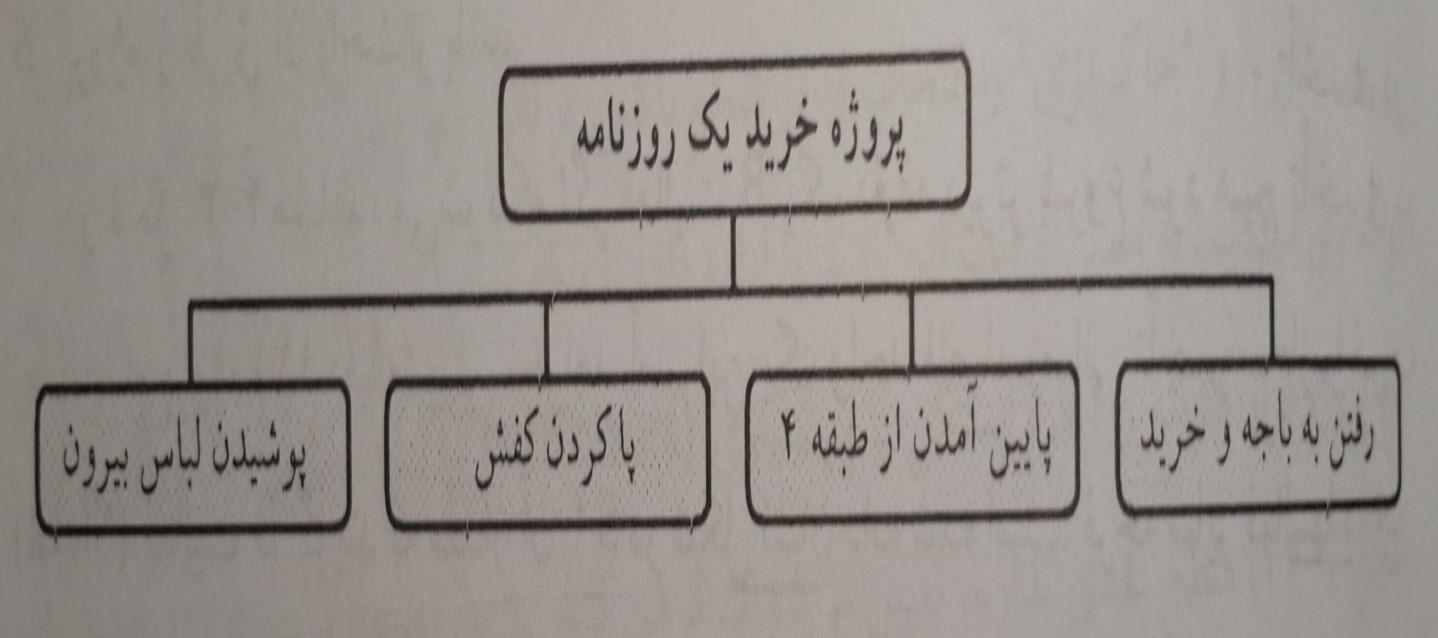 پروژه خرید یک روزنامه
رفتن به باجه و خرید
پایین آمدن از طبقه ۴
پا کردن کفش
پوشیدن لباس بیرون